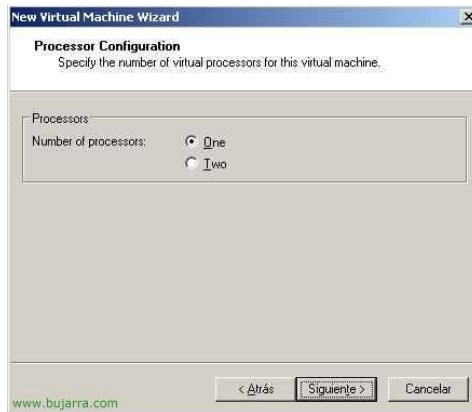 New Virtual Machine Wizard
Processor Configuration
Specify the number of virtual processors for this virtual machine.
Processors
Number of processors:
One
Two
< Atrás
Siguiente >
Cancelar
www.bujarra.com